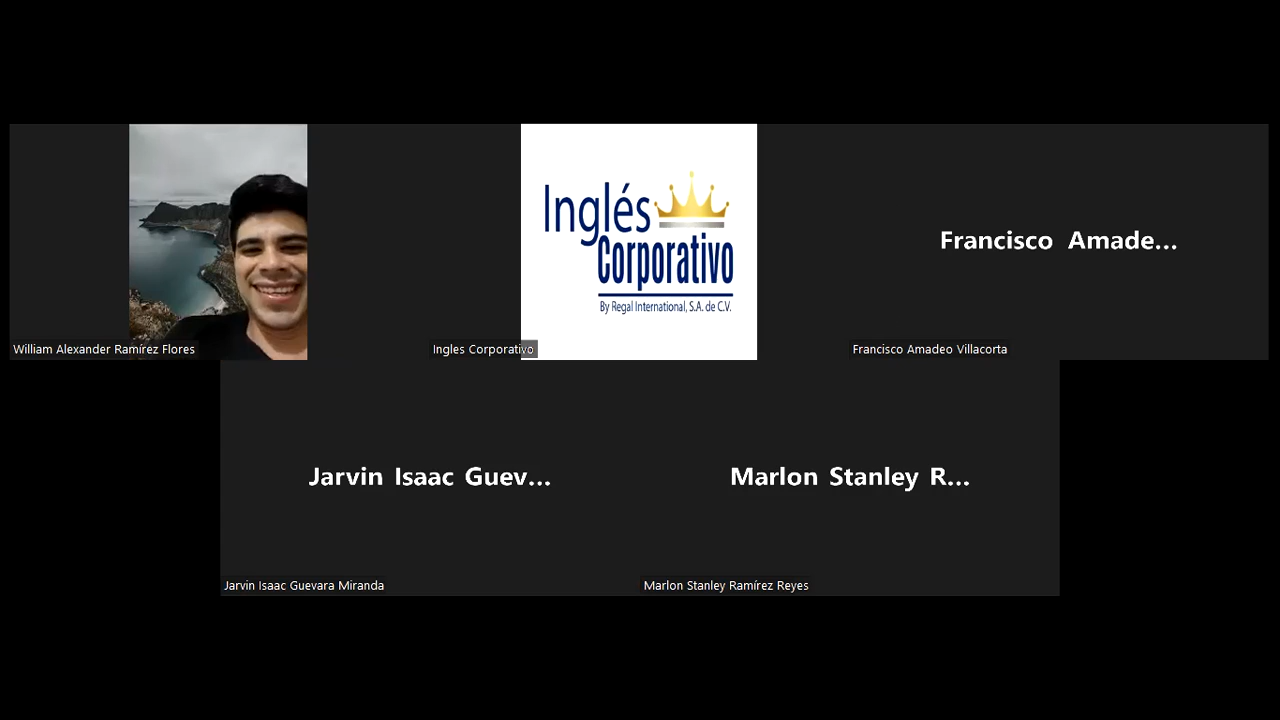 Inglés
Corporativo
By Regal International, S.A. de C.V.
Francisco Amade...
William Alexander Ramírez Flores
Ingles Corporativo
Francisco Amadeo Villacorta
Jarvin Isaac Guev...
Marlon Stanley R...
Jarvin Isaac Guevara Miranda
Marlon Stanley Ramírez Reyes